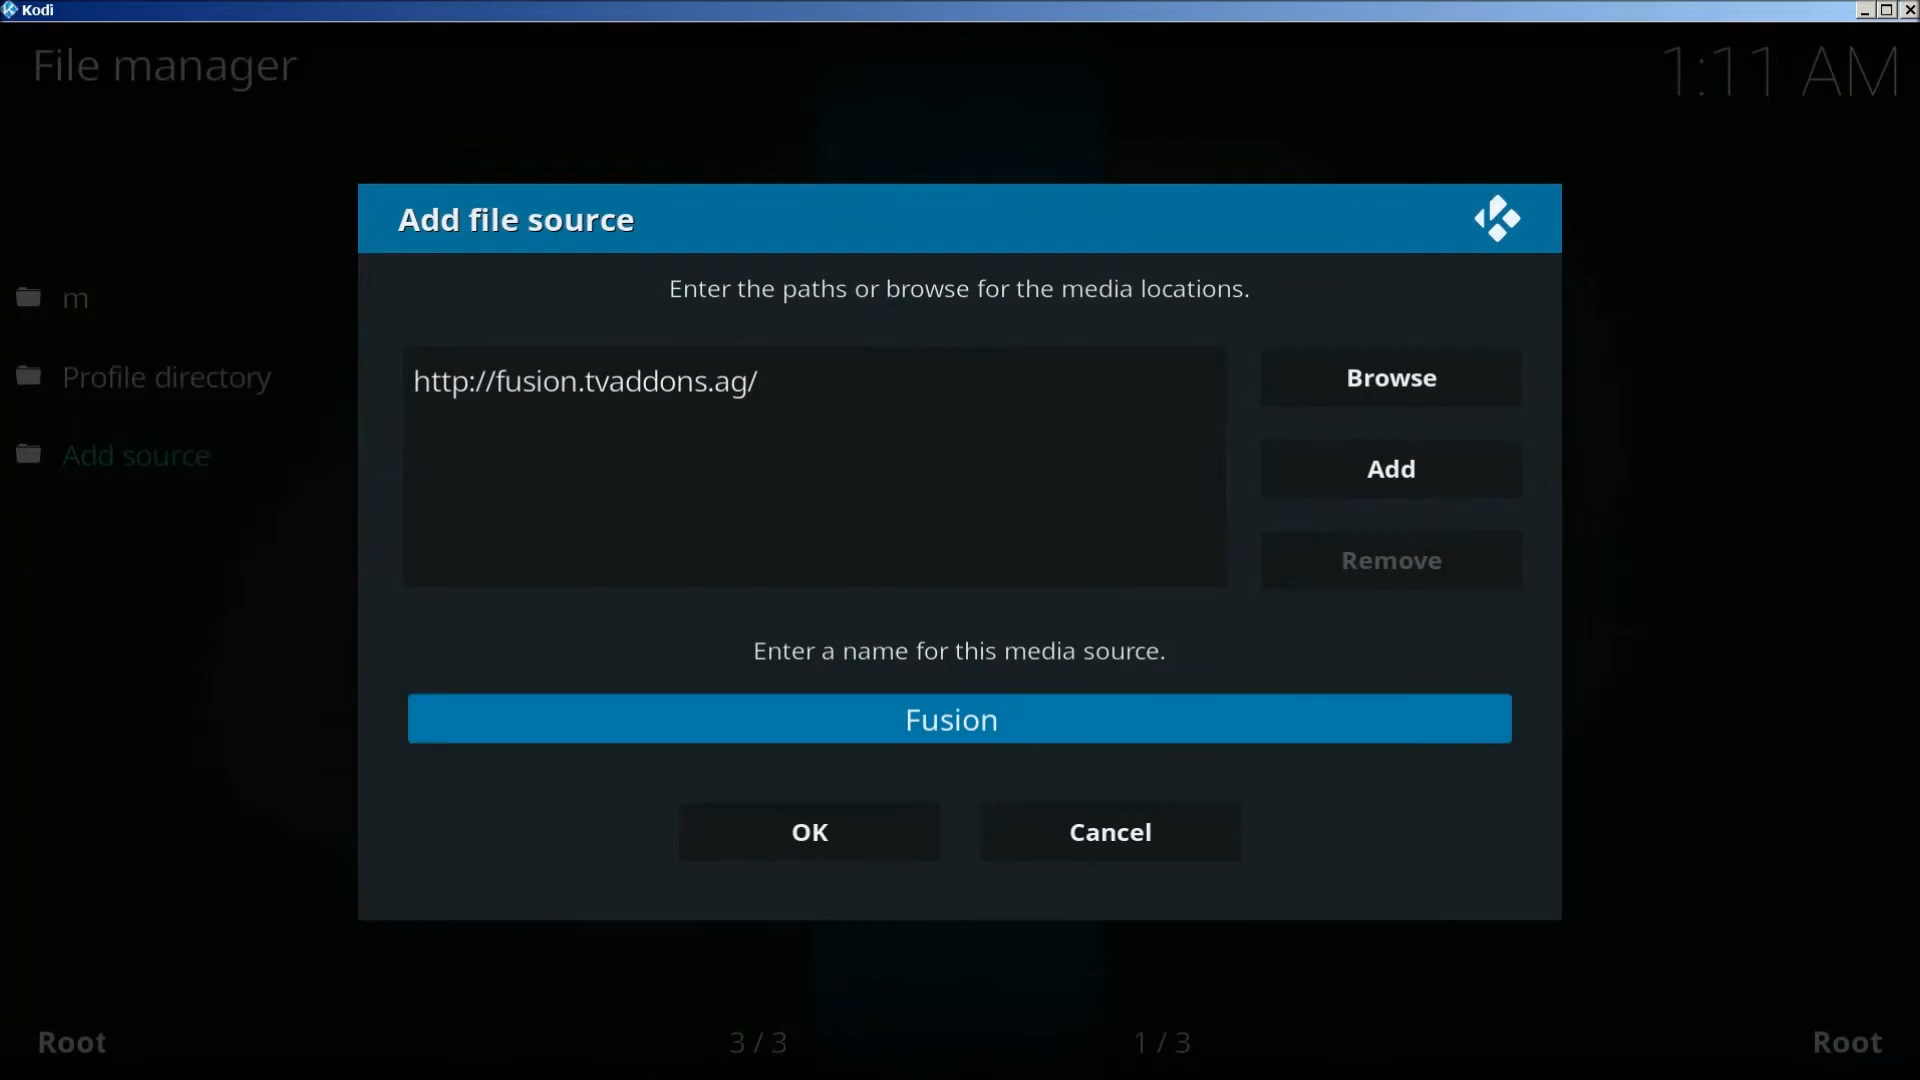 Kodi
File manager
1:11 AM
Add file source
Enter the paths or browse for the media locations.
m
http://fusion.tvaddons.ag/
Browse
Profile directory
Add source
Add
Remove
Enter a name for this media source.
Fusion
OK
Cancel
Root
3 / 3
1 / 3
Root